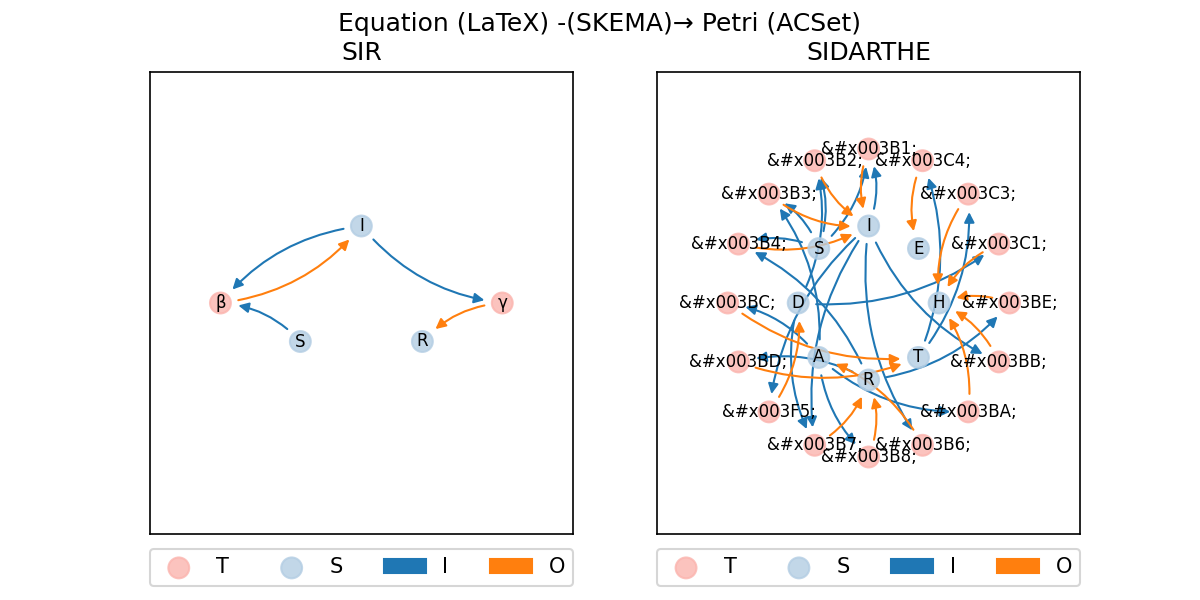 Equation (LaTeX) -(SKEMA)→ Petri (ACSet)
SIR
SIDARTHE
I
β
γ
S
R
&#x003B1;
&#x003B2;
&#x003C4;
&#x003B3;
&#x003C3;
I
S
E
&#x003B4;
&#x003C1;
D
H
&#x003BC;
&#x003BE;
A
T
&#x003BD;
&#x003BB;
R
&#x003F5;
&#x003BA;
&#x003B7;
&#x003B6;
&#x003B8;
T S I O
T S I O